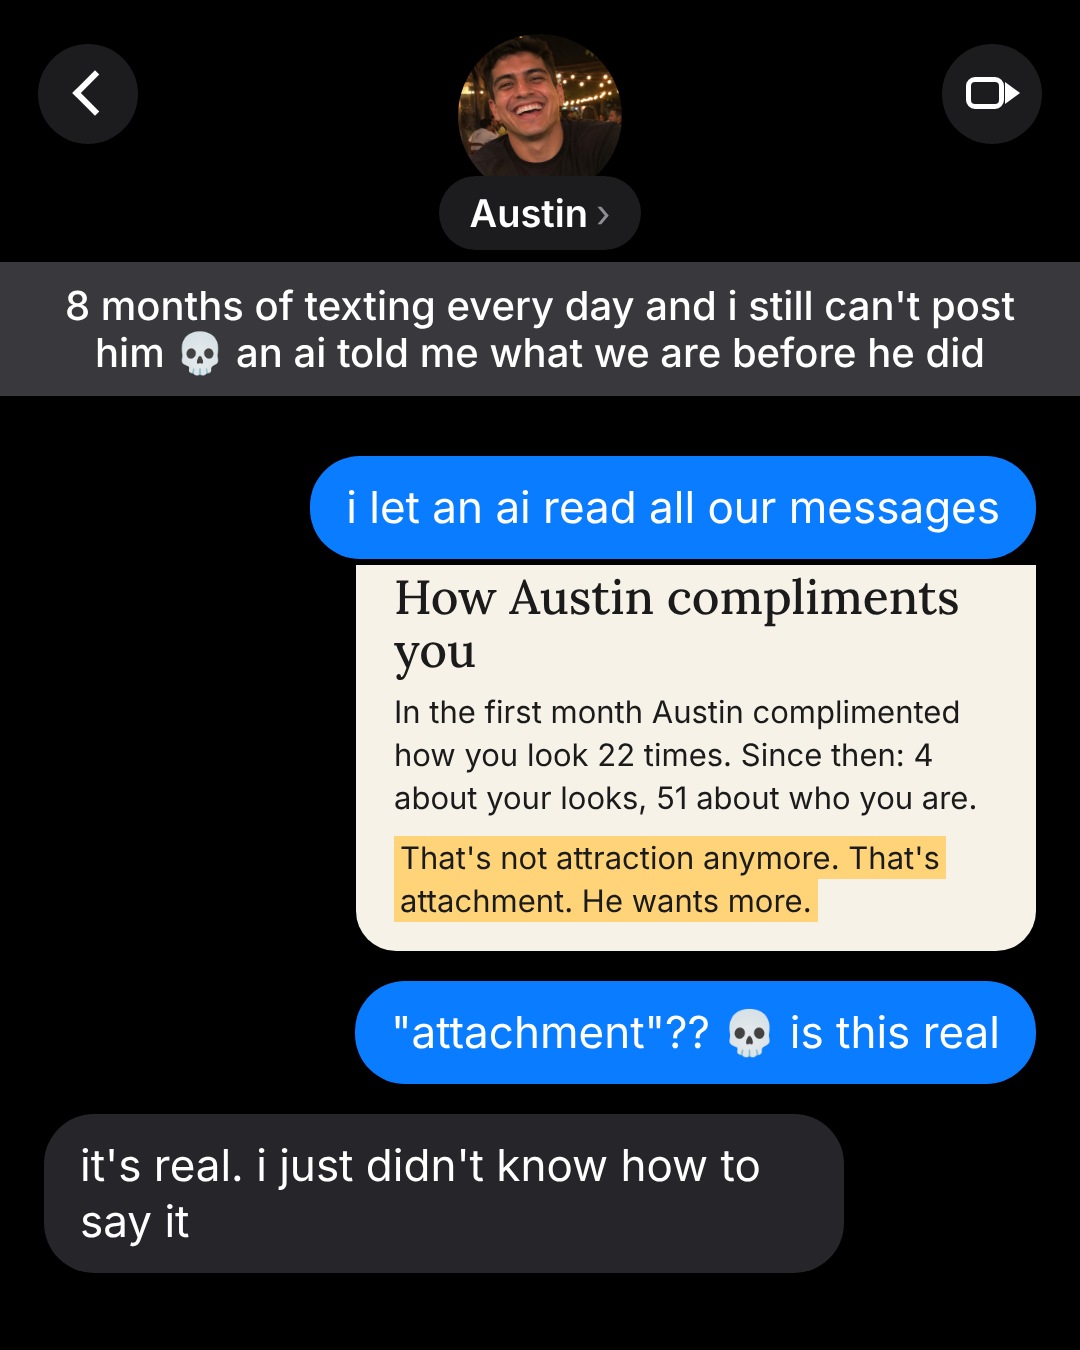 Austin ›
8 months of texting every day and i still can't post
him 💀 an ai told me what we are before he did
i let an ai read all our messages
How Austin compliments
you
In the first month Austin complimented
how you look 22 times. Since then: 4
about your looks, 51 about who you are.
That's not attraction anymore. That's
attachment. He wants more.
"attachment"?? 💀 is this real
it's real. i just didn't know how to
say it